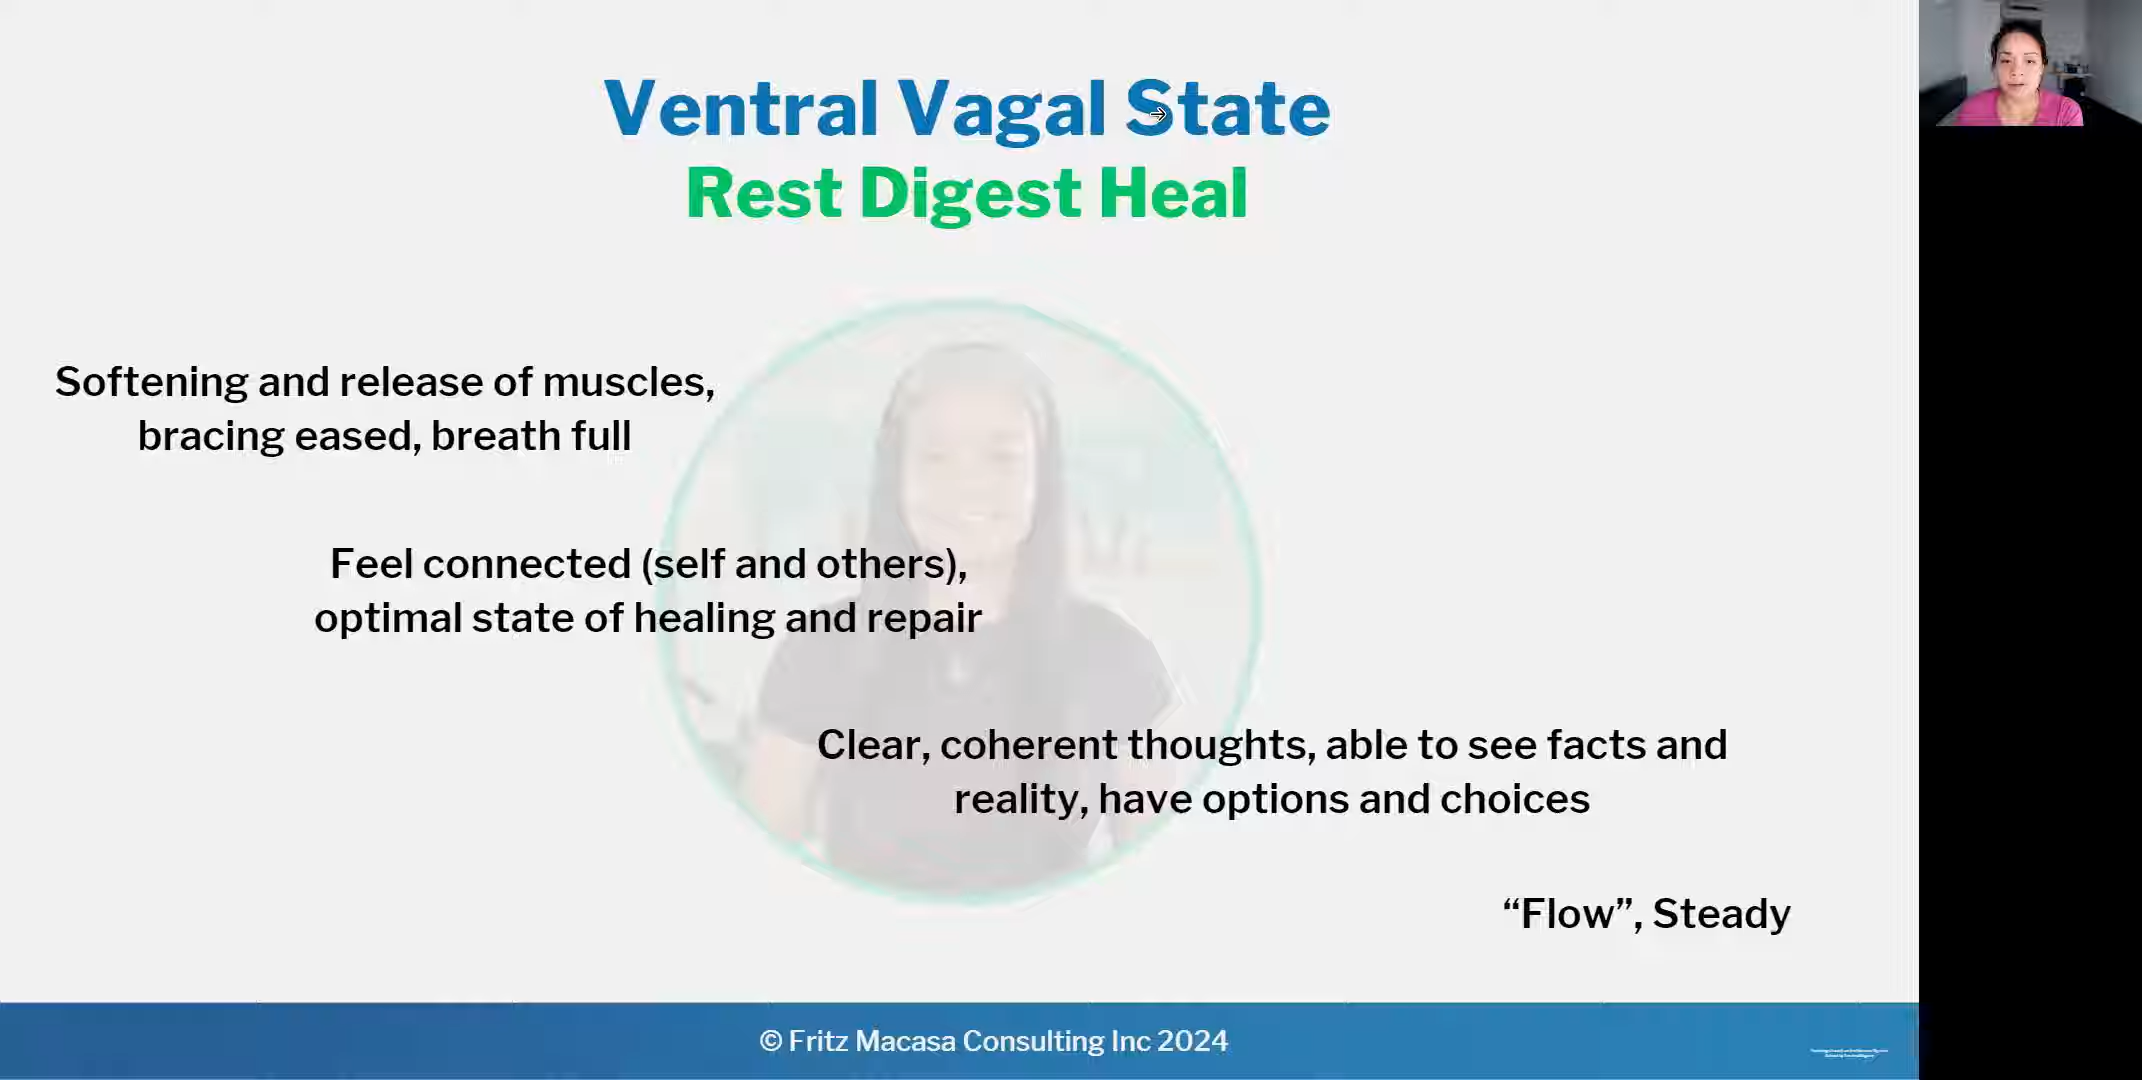 Ventral Vagal State
Rest Digest Heal
Softening and release of muscles,
bracing eased, breath full
Feel connected (self and others),
optimal state of healing and repair
Clear, coherent thoughts, able to see facts and
reality, have options and choices
“Flow”, Steady
© Fritz Macasa Consulting Inc 2024